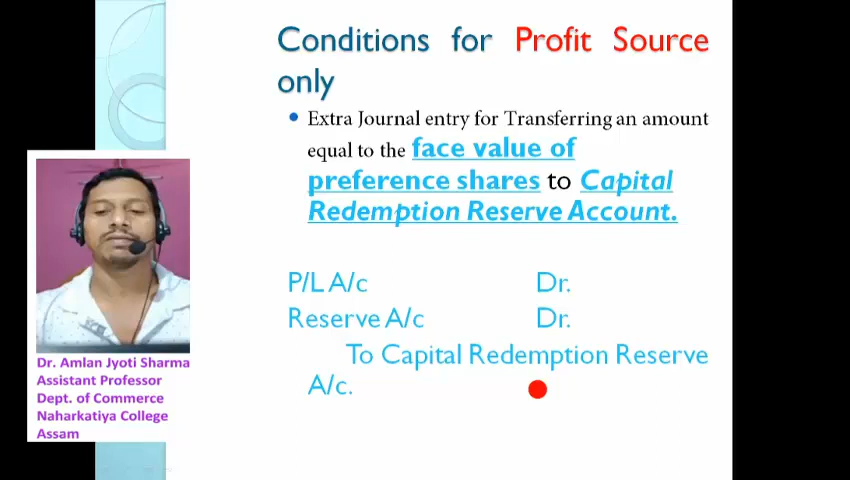 Conditions for Profit Source
only
Extra Journal entry for Transferring an amount
equal to the face value of
preference shares to Capital
Redemption Reserve Account.
P/L A/c Dr.
Reserve A/c Dr.
To Capital Redemption Reserve
A/c.
Dr. Amlan Jyoti Sharma
Assistant Professor
Dept. of Commerce
Naharkatiya College
Assam